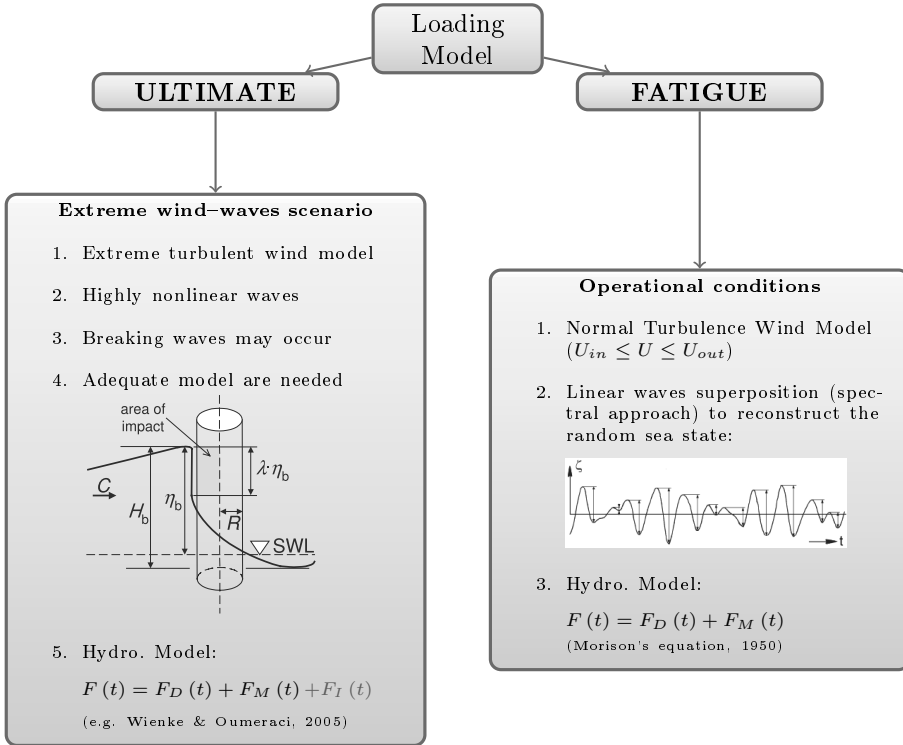 Loading
Model
ULTIMATE
FATIGUE
Extreme wind–waves scenario
1. Extreme turbulent wind model
2. Highly nonlinear waves
3. Breaking waves may occur
4. Adequate model are needed
area of
impact
λ·η_b
C
η_b
H_b
R
SWL
5. Hydro. Model:
F (t) = F_D (t) + F_M (t) +F_I (t)
(e.g. Wienke & Oumeraci, 2005)
Operational conditions
1. Normal Turbulence Wind Model
(U_in ≤ U ≤ U_out)
2. Linear waves superposition (spec-
tral approach) to reconstruct the
random sea state:
ζ
t
3. Hydro. Model:
F (t) = F_D (t) + F_M (t)
(Morison's equation, 1950)